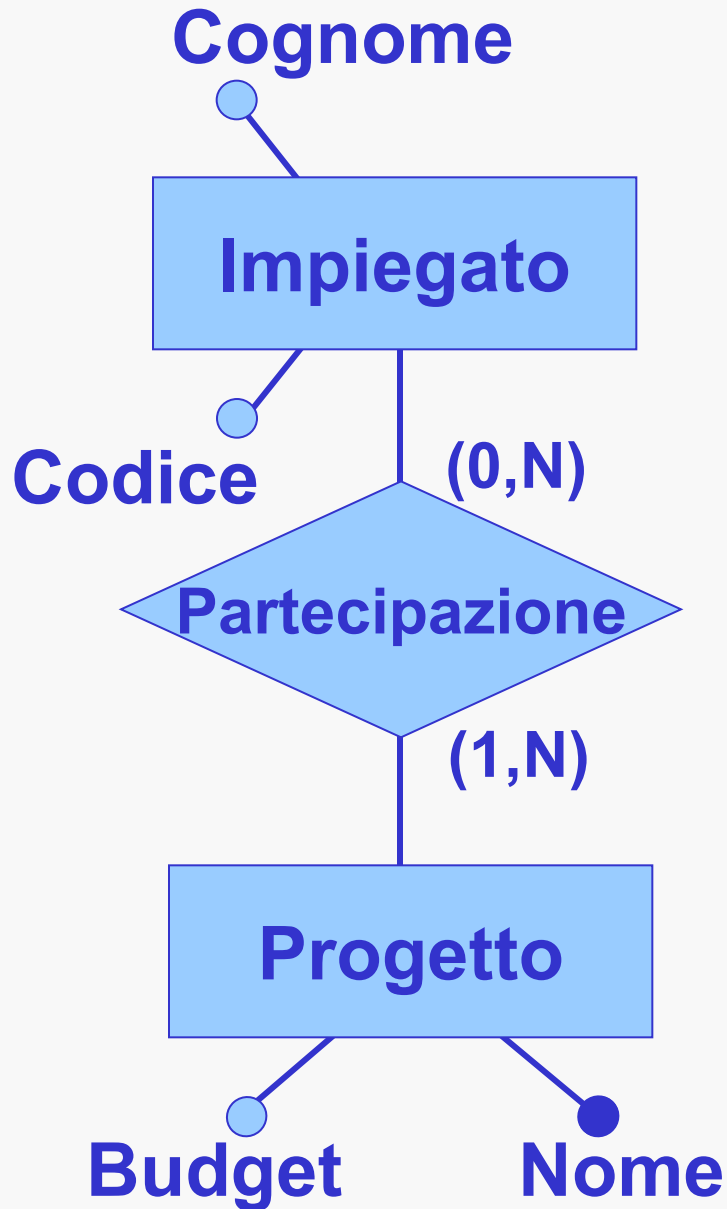 Cognome
Impiegato
Codice
(0,N)
Partecipazione
(1,N)
Progetto
Budget
Nome